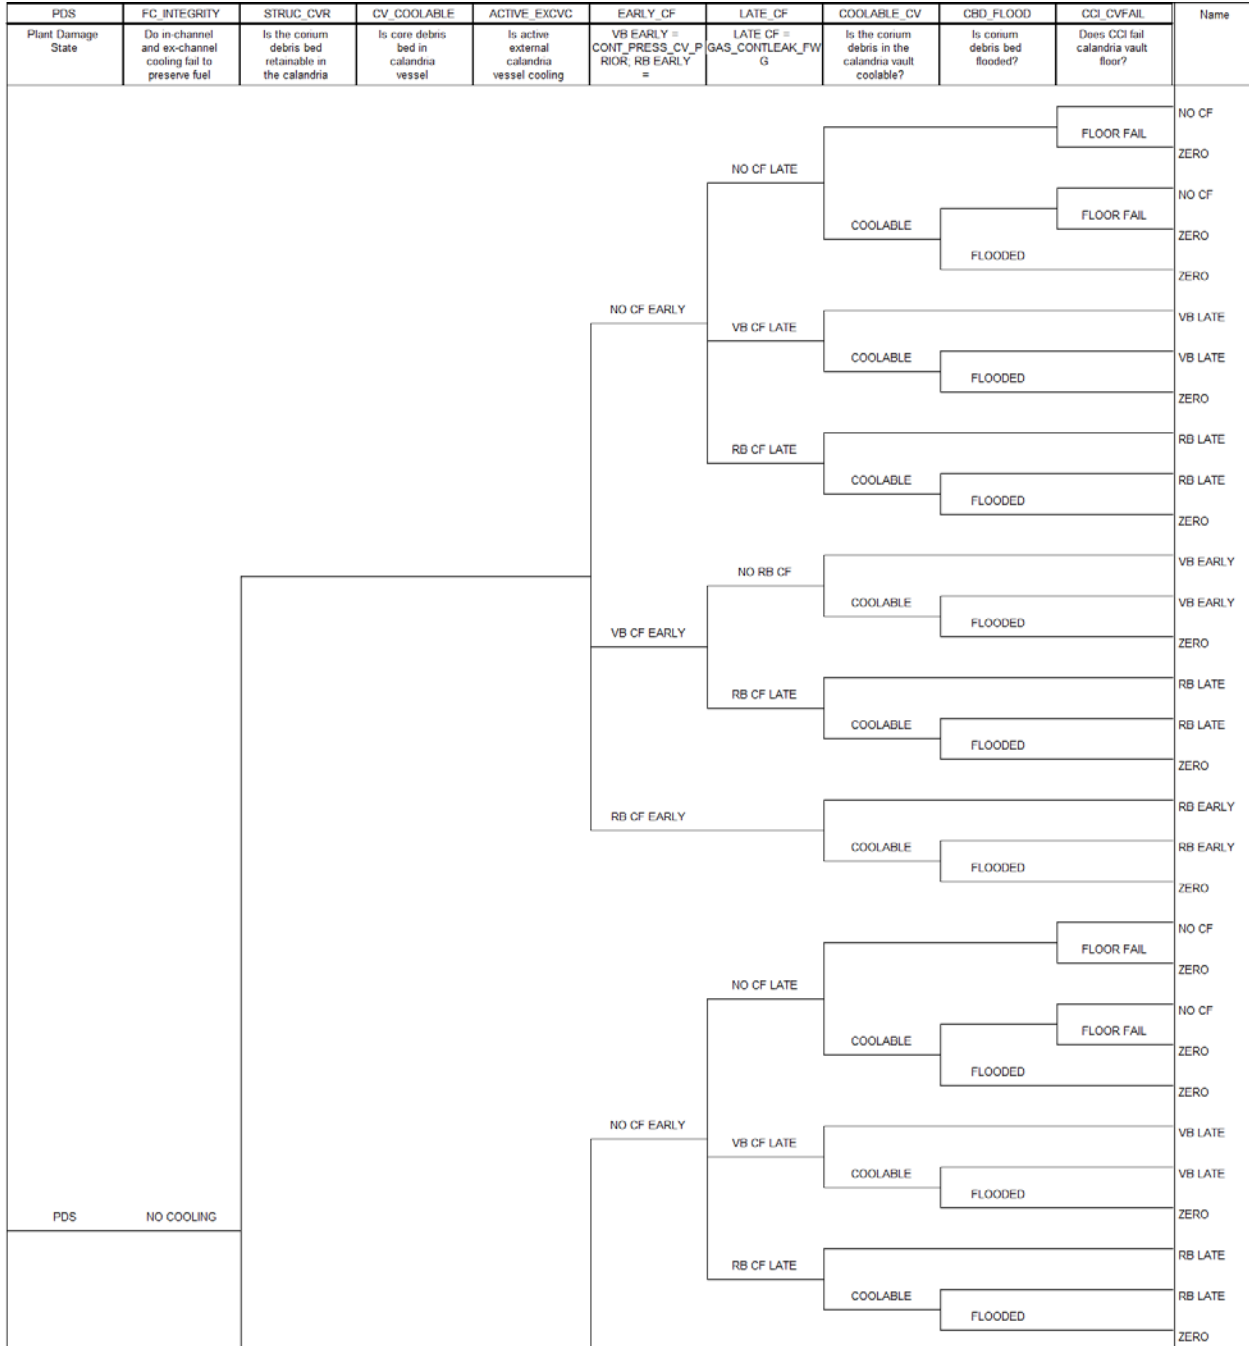 PDS FC_INTEGRITY STRUC_CVR CV_COOLABLE ACTIVE_EXCVC EARLY_CF LATE_CF COOLABLE_CV CBD_FLOOD CCI_CVFAIL Name
Plant Damage
State
Do in-channel
and ex-channel
cooling fail to
preserve fuel
Is the corium
debris bed
retainable in
the calandria
Is core debris
bed in
calandria
vessel
Is active
external
calandria
vessel cooling
VB EARLY =
CONT_PRESS_CV_P
RIOR, RB EARLY
=
LATE CF =
GAS_CONTLEAK_FW
G
Is the corium
debris in the
calandria vault
coolable?
Is corium
debris bed
flooded?
Does CCI fail
calandria vault
floor?
NO CF
FLOOR FAIL
ZERO
NO CF LATE
NO CF
FLOOR FAIL
COOLABLE
ZERO
FLOODED
ZERO
NO CF EARLY
VB LATE
VB CF LATE
VB LATE
COOLABLE
FLOODED
ZERO
RB LATE
RB CF LATE
RB LATE
COOLABLE
FLOODED
ZERO
VB EARLY
NO RB CF
VB EARLY
COOLABLE
FLOODED
VB CF EARLY
ZERO
RB LATE
RB CF LATE
RB LATE
COOLABLE
FLOODED
ZERO
RB EARLY
RB CF EARLY
RB EARLY
COOLABLE
FLOODED
ZERO
NO CF
FLOOR FAIL
ZERO
NO CF LATE
NO CF
FLOOR FAIL
COOLABLE
ZERO
FLOODED
ZERO
NO CF EARLY
VB LATE
VB CF LATE
VB LATE
COOLABLE
FLOODED
ZERO
PDS NO COOLING
RB LATE
RB CF LATE
RB LATE
COOLABLE
FLOODED
ZERO